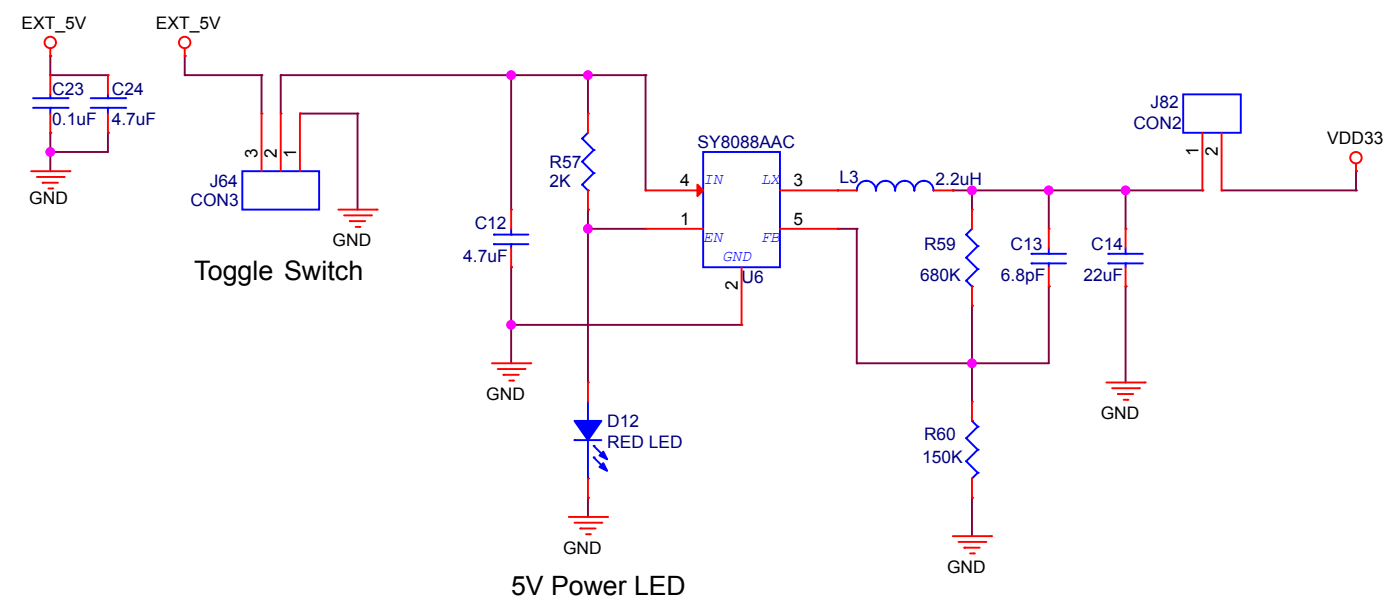 EXT_5V
EXT_5V
C23
0.1uF
C24
4.7uF
GND
3
2
1
J64
CON3
GND
Toggle Switch
C12
4.7uF
GND
R57
2K
SY8088AAC
4
IN
LX
3
1
EN
FB
5
GND
2
U6
L3
2.2uH
R59
680K
C13
6.8pF
C14
22uF
GND
J82
CON2
1
2
VDD33
D12
RED LED
GND
R60
150K
GND
5V Power LED